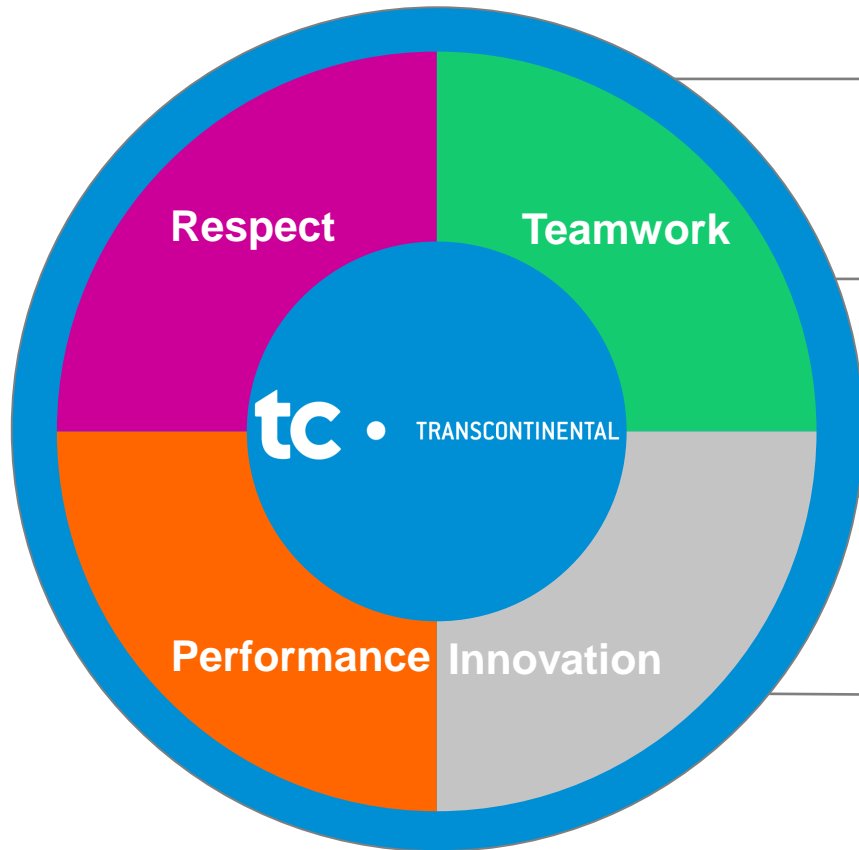 Respect
Teamwork
tc • TRANSCONTINENTAL
Performance
Innovation